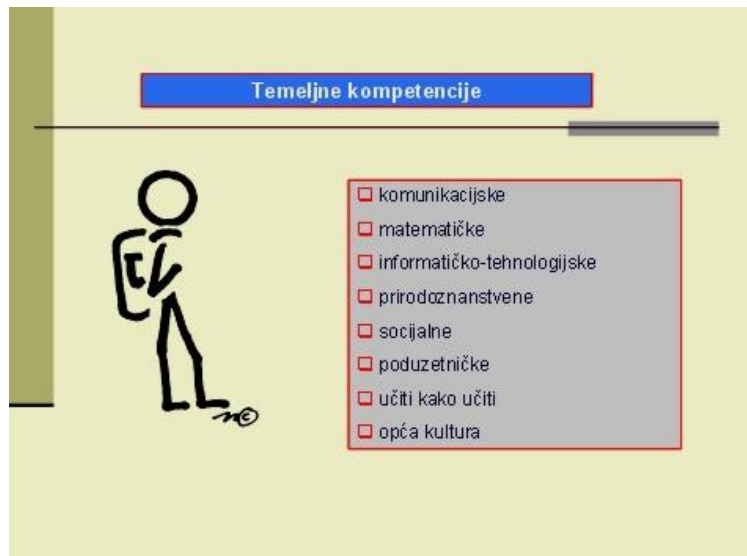 Temeljne kompetencije
komunikacijske
matematičke
informatičko-tehnologijske
prirodoznanstvene
socijalne
poduzetničke
učiti kako učiti
opća kultura